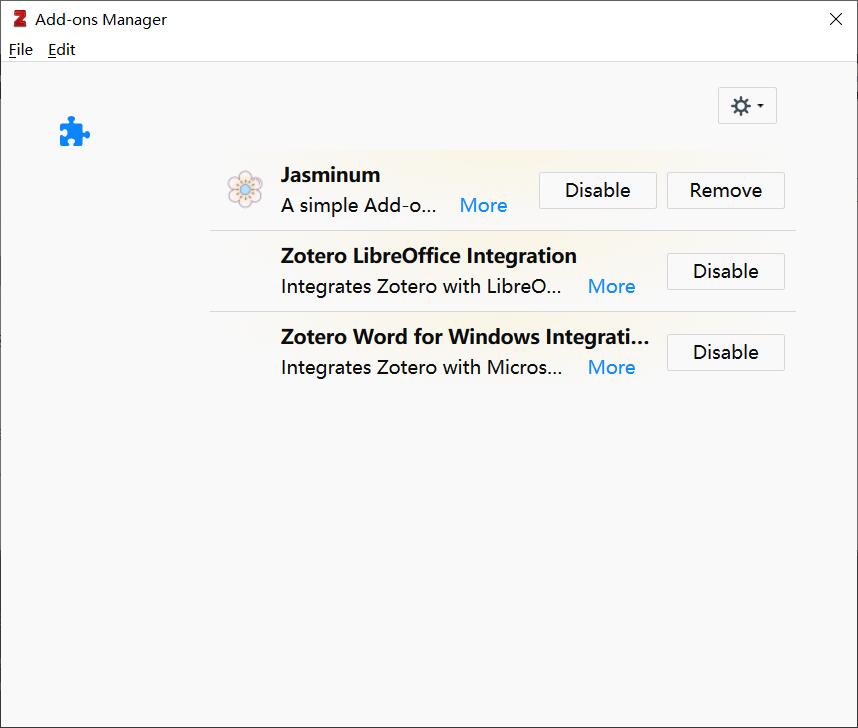 Add-ons Manager
File Edit
Jasminum
A simple Add-o... More
Disable Remove
Zotero LibreOffice Integration
Integrates Zotero with LibreO... More
Disable
Zotero Word for Windows Integrati...
Integrates Zotero with Micros... More
Disable